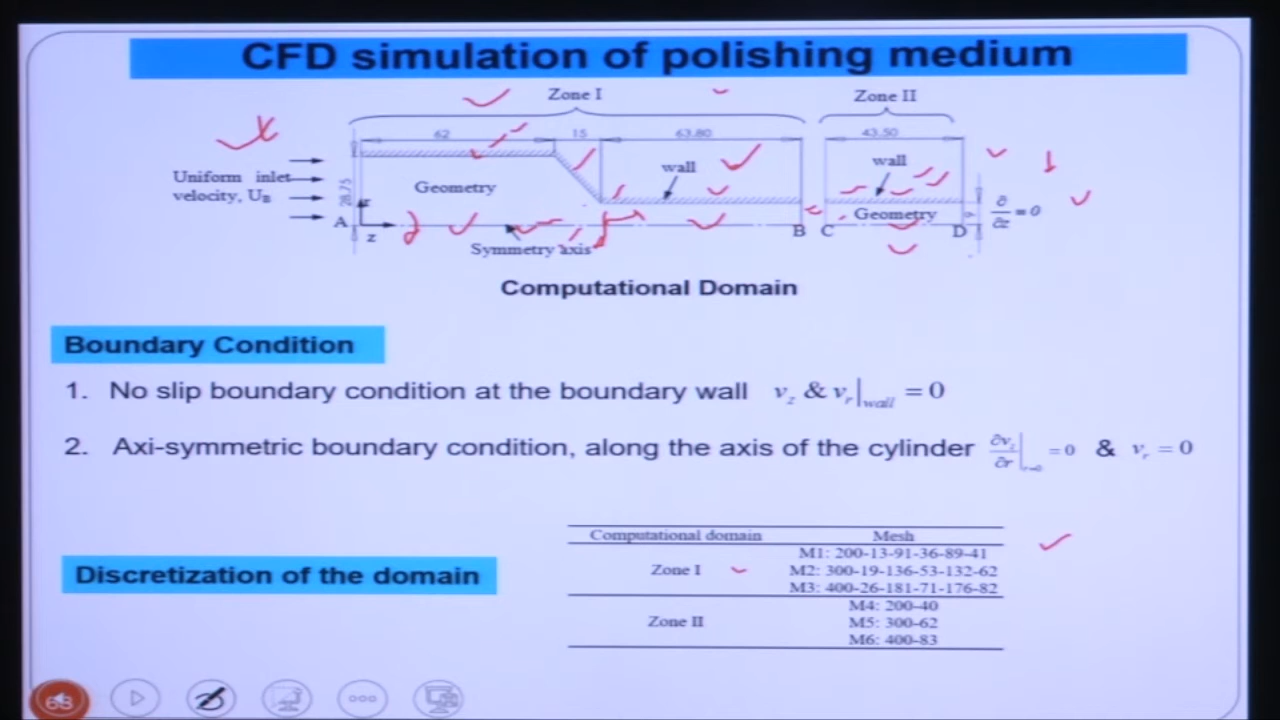 CFD simulation of polishing medium
Zone I
Zone II
62
15
63.80
43.50
wall
wall
Uniform inlet
velocity, U
28.75
Geometry
Geometry
∂/∂z = 0
A
z
B
C
D
Symmetry axis
Computational Domain
Boundary Condition
1. No slip boundary condition at the boundary wall v_z & v_r|_wall = 0
2. Axi-symmetric boundary condition, along the axis of the cylinder ∂v_z/∂r|_r=0 = 0 & v_r = 0
Computational domain Mesh
M1: 200-13-91-36-89-41
Zone I M2: 300-19-136-53-132-62
M3: 400-26-181-71-176-82
M4: 200-40
Zone II M5: 300-62
M6: 400-83
Discretization of the domain